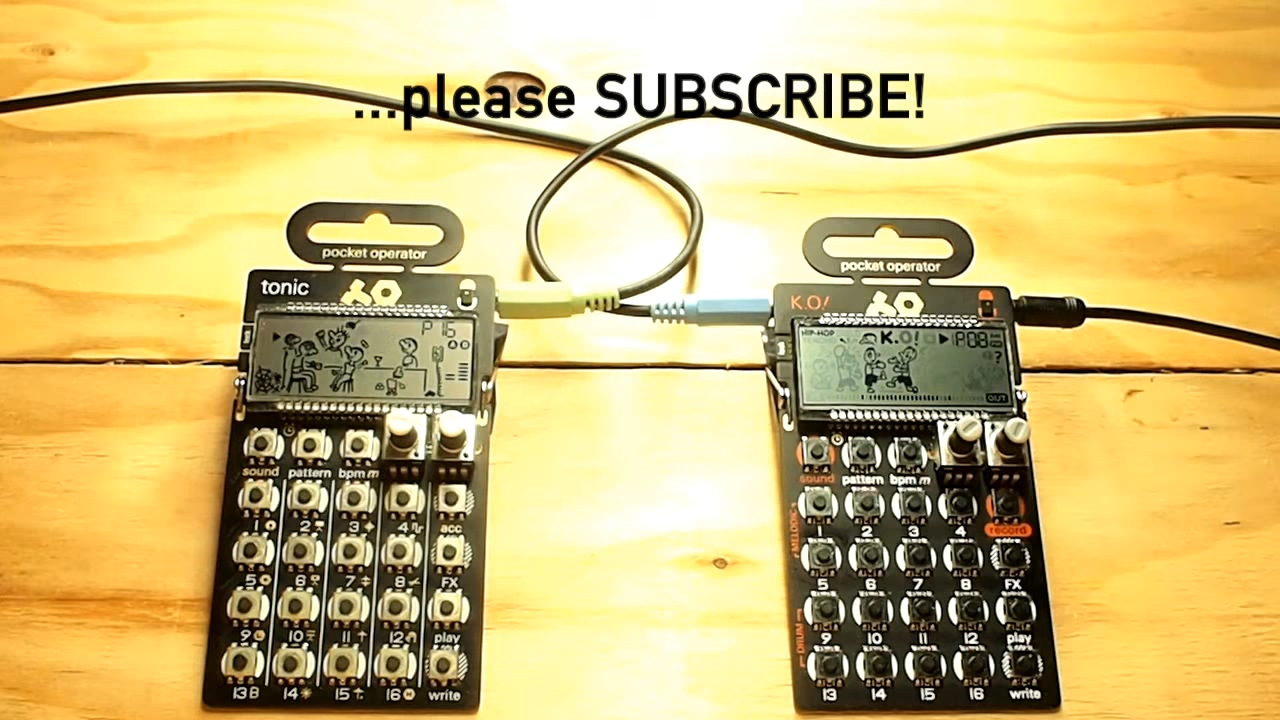 ...please SUBSCRIBE!
pocket operator
tonic
P 16
sound pattern bpm m
1 2 3 4 acc
5 6 7 8 FX
9 10 11 12 play
13 14 15 16 write
pocket operator
K.O!
HIP-HOP K.O! P08
?
OUT
sound pattern bpm m
MELODIC
1 2 3 4 record
5 6 7 8 FX
DRUM
9 10 11 12 play
13 14 15 16 write